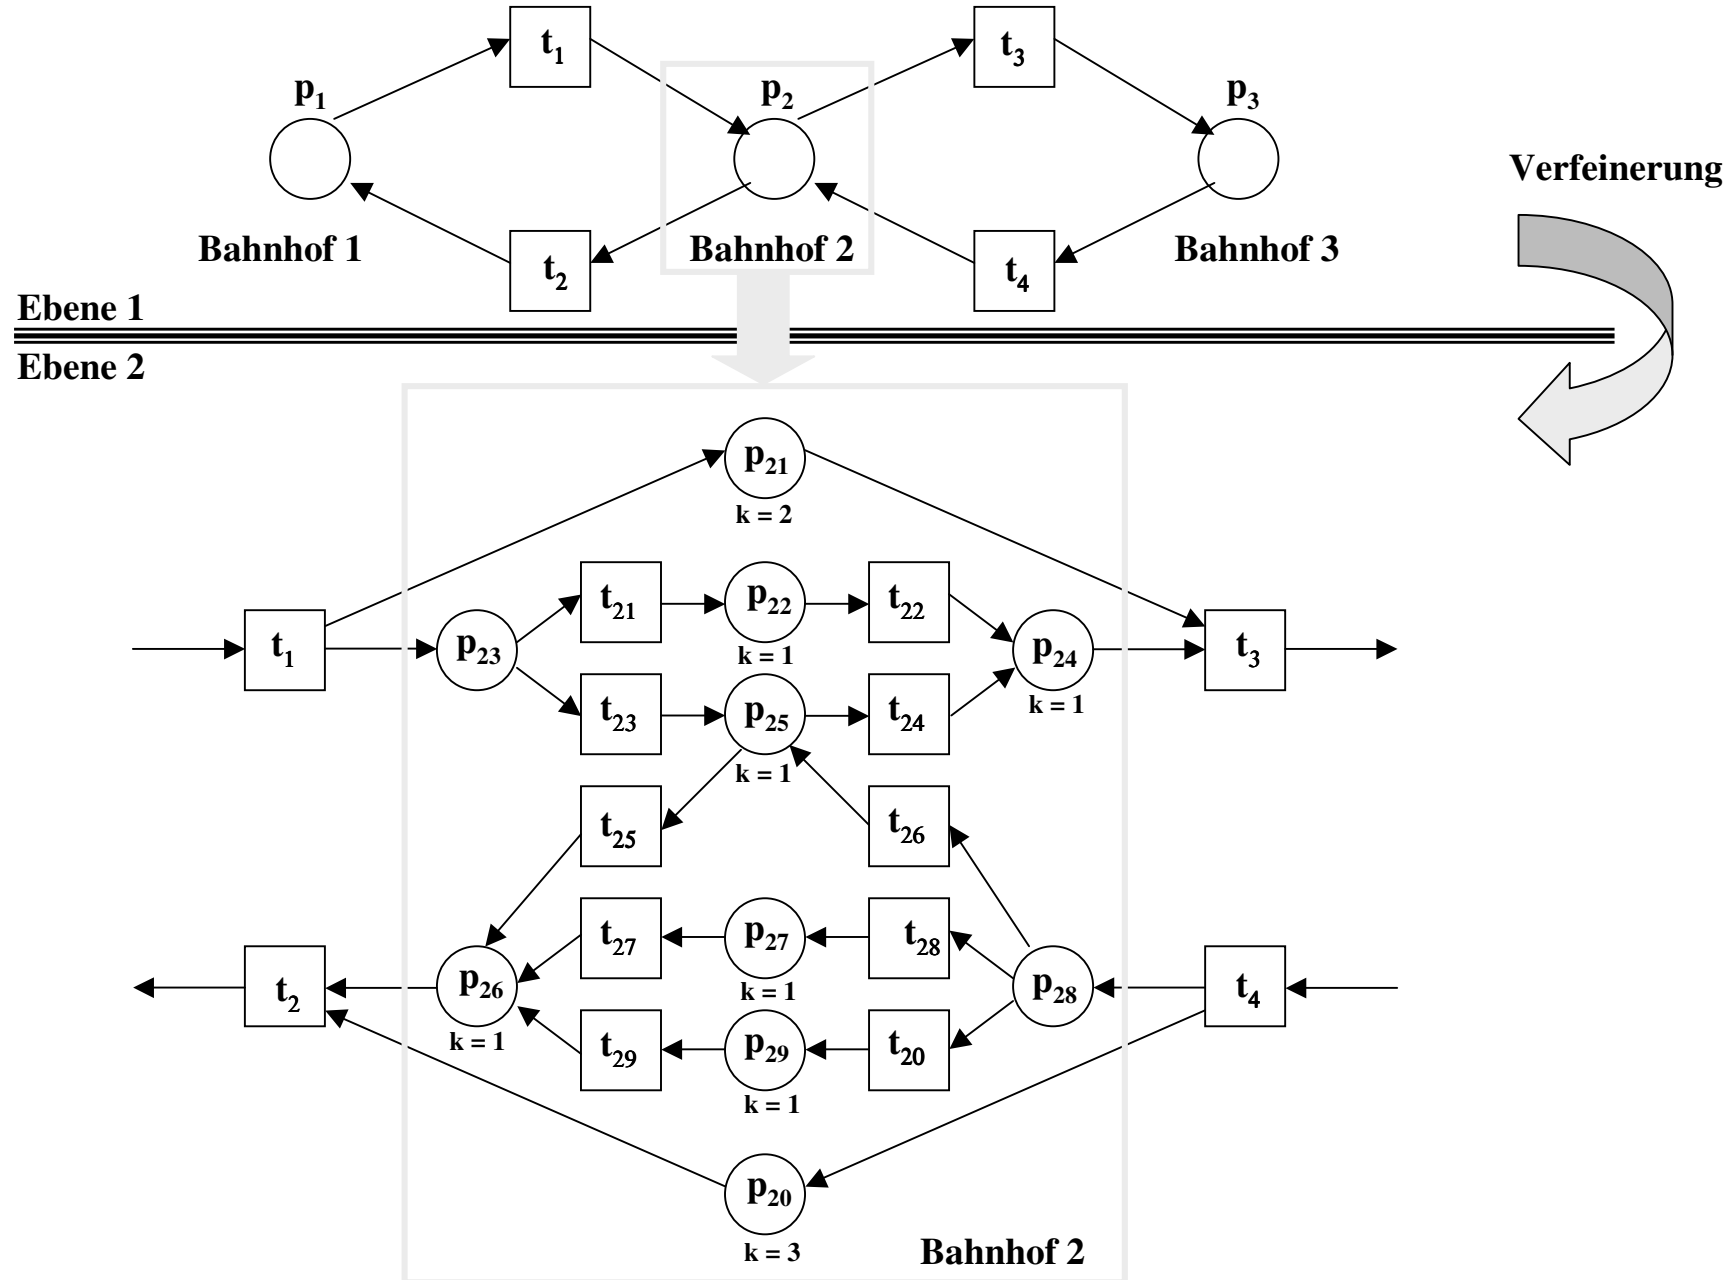 t1
t3
p1
p2
p3
Verfeinerung
Bahnhof 1
Bahnhof 2
Bahnhof 3
t2
t4
Ebene 1
Ebene 2
p21
k = 2
t21
p22
t22
k = 1
t1
p23
p24
t3
k = 1
t23
p25
t24
k = 1
t25
t26
t27
p27
t28
k = 1
t2
p26
p28
t4
k = 1
t29
p29
t20
k = 1
p20
k = 3
Bahnhof 2